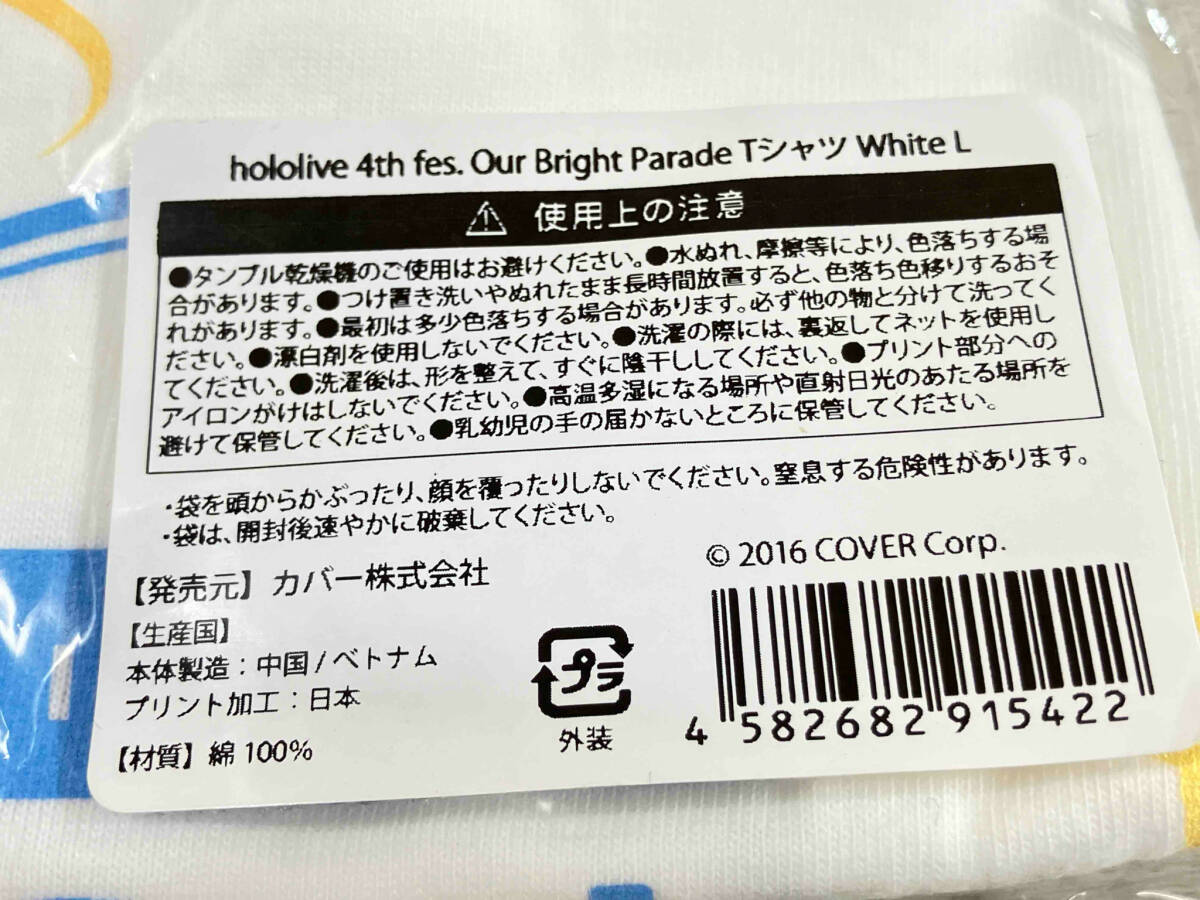 hololive 4th fes. Our Bright Parade Tシャツ White L
⚠ 使用上の注意
●タンブル乾燥機のご使用はお避けください。●水ぬれ、摩擦等により、色落ちする場
合があります。●つけ置き洗いやぬれたまま長時間放置すると、色落ち色移りするおそ
れがあります。●最初は多少色落ちする場合があります。必ず他の物と分けて洗ってく
ださい。●漂白剤を使用しないでください。●洗濯の際には、裏返してネットを使用し
てください。●洗濯後は、形を整えて、すぐに陰干ししてください。●プリント部分への
アイロンがけはしないでください。●高温多湿になる場所や直射日光のあたる場所を
避けて保管してください。●乳幼児の手の届かないところに保管してください。
・袋を頭からかぶったり、顔を覆ったりしないでください。窒息する危険性があります。
・袋は、開封後速やかに破棄してください。
© 2016 COVER Corp.
【発売元】カバー株式会社
【生産国】
本体製造：中国/ベトナム
プリント加工：日本
【材質】綿100%
プラ
外装
4 582682 915422